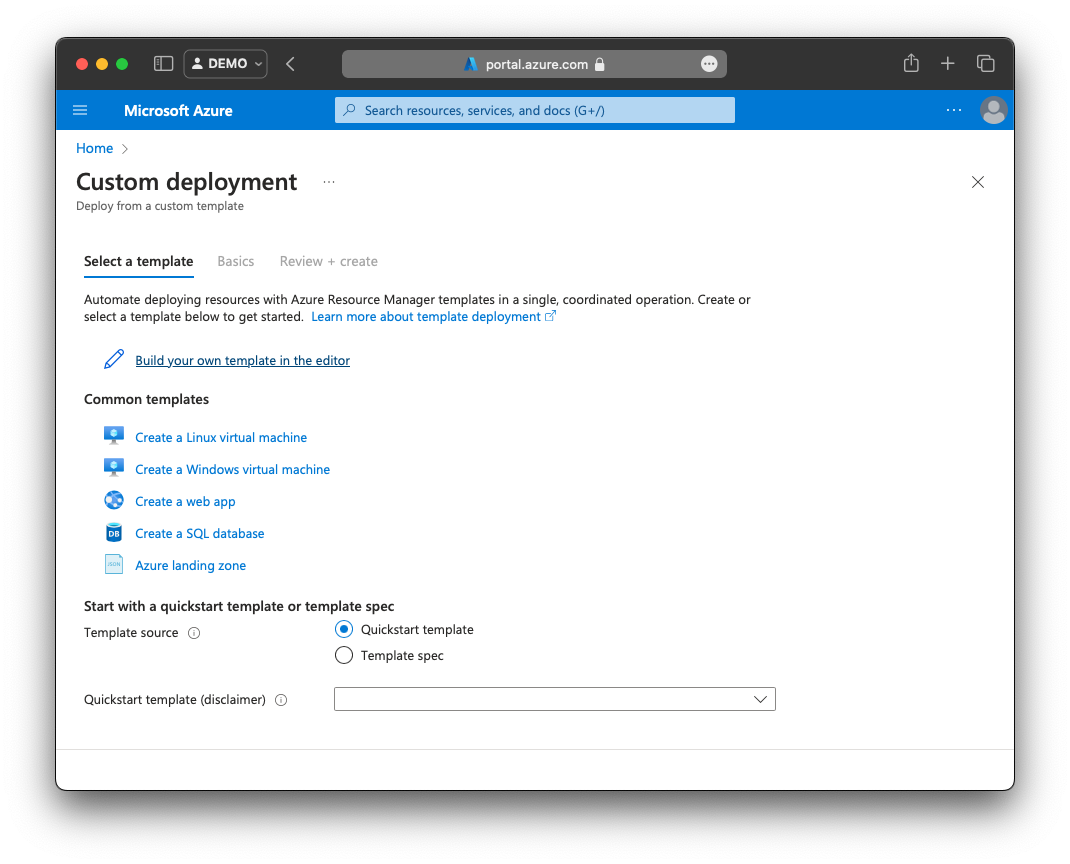 DEMO
portal.azure.com
Microsoft Azure
Search resources, services, and docs (G+/)
Home
Custom deployment
Deploy from a custom template
Select a template
Basics
Review + create
Automate deploying resources with Azure Resource Manager templates in a single, coordinated operation. Create or
select a template below to get started. Learn more about template deployment
Build your own template in the editor
Common templates
Create a Linux virtual machine
Create a Windows virtual machine
Create a web app
DB
Create a SQL database
JSON
Azure landing zone
Start with a quickstart template or template spec
Template source
Quickstart template
Template spec
Quickstart template (disclaimer)